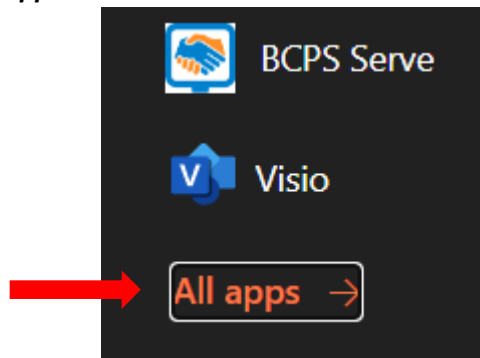 BCPS Serve
V
Visio
All apps →